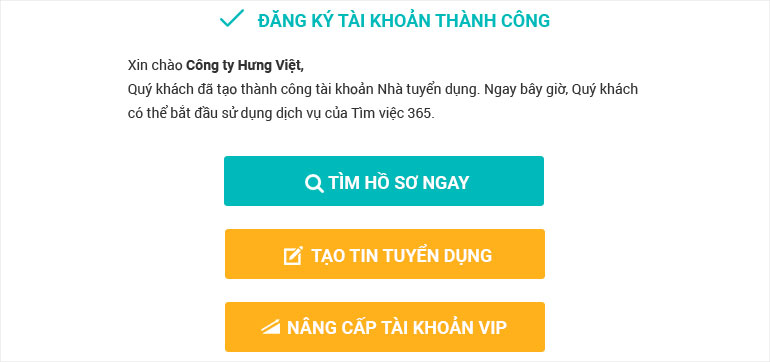 ĐĂNG KÝ TÀI KHOẢN THÀNH CÔNG
Xin chào Công ty Hưng Việt,
Quý khách đã tạo thành công tài khoản Nhà tuyển dụng. Ngay bây giờ, Quý khách
có thể bắt đầu sử dụng dịch vụ của Tìm việc 365.
TÌM HỒ SƠ NGAY
TẠO TIN TUYỂN DỤNG
NÂNG CẤP TÀI KHOẢN VIP